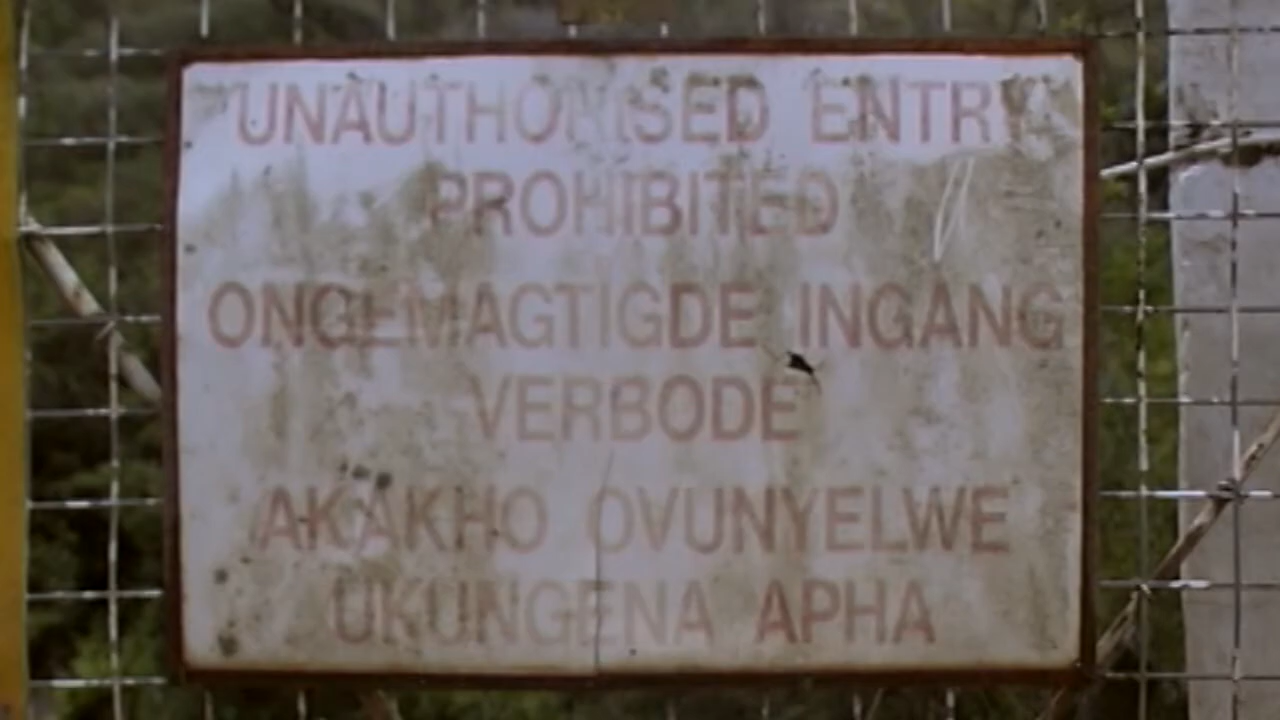 UNAUTHORISED ENTRY
PROHIBITED
ONGEMAGTIGDE INGANG
VERBODE
AKAKHO OVUNYELWE
UKUNGENA APHA